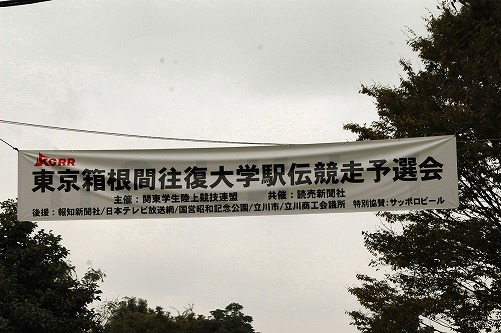 KGRR
東京箱根間往復大学駅伝競走予選会
主催：関東学生陸上競技連盟 共催：読売新聞社
後援：報知新聞社/日本テレビ放送網/国営昭和記念公園/立川市/立川商工会議所 特別協賛：サッポロビール